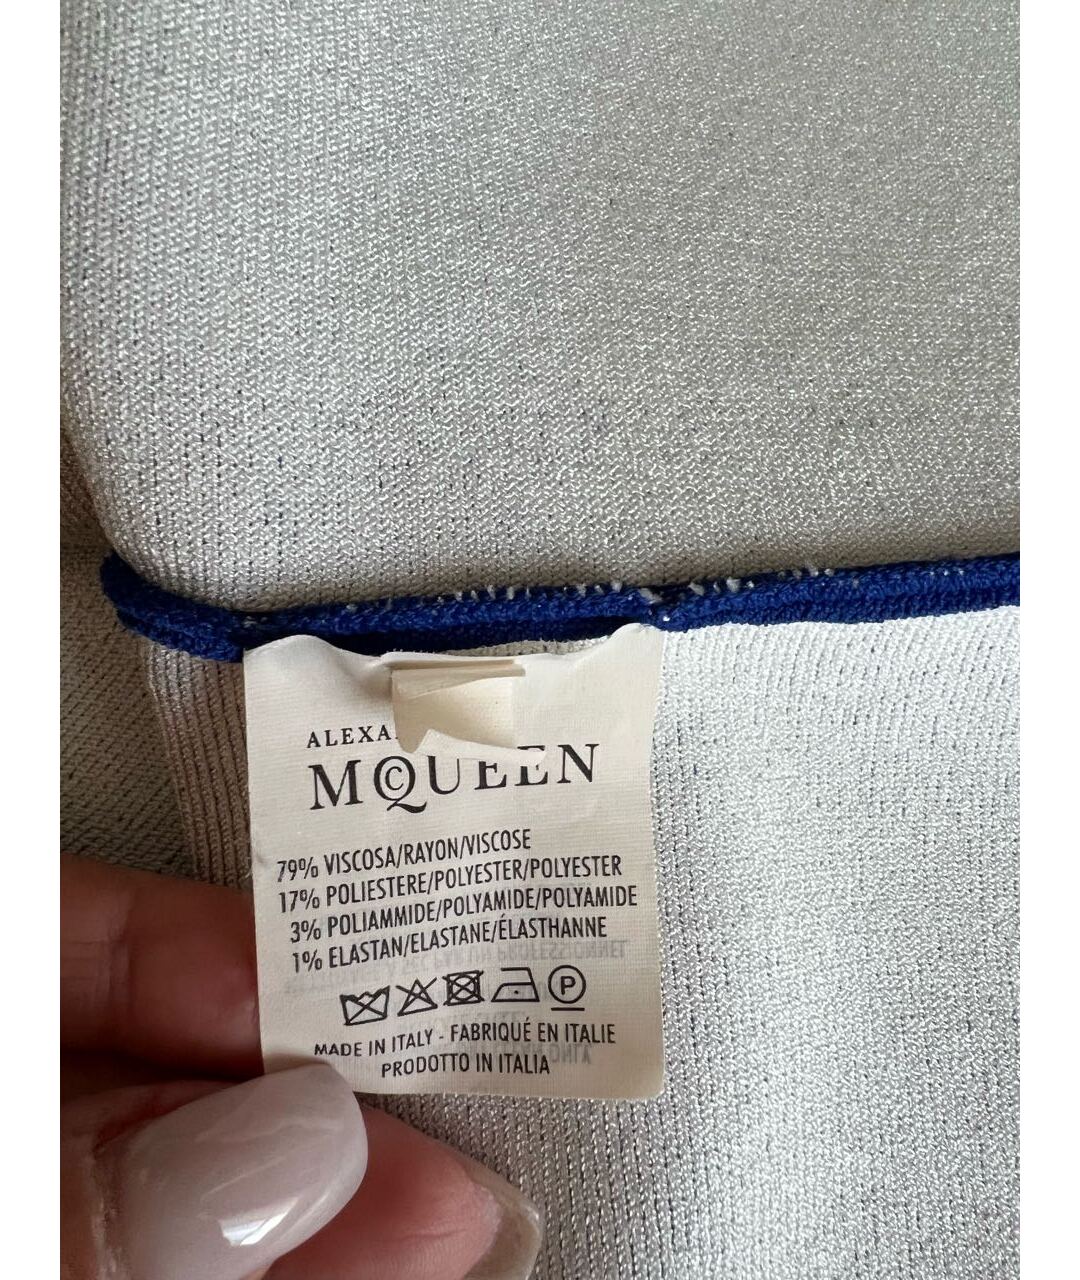 ALEXA
McQUEEN
79% VISCOSA/RAYON/VISCOSE
17% POLIESTERE/POLYESTER/POLYESTER
3% POLIAMMIDE/POLYAMIDE/POLYAMIDE
1% ELASTAN/ELASTANE/ÉLASTHANNE
P
MADE IN ITALY - FABRIQUÉ EN ITALIE
PRODOTTO IN ITALIA